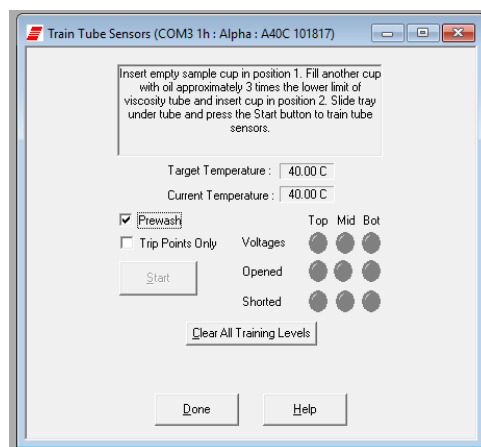 Train Tube Sensors (COM3 1h : Alpha : A40C 101817)
Insert empty sample cup in position 1. Fill another cup
with oil approximately 3 times the lower limit of
viscosity tube and insert cup in position 2. Slide tray
under tube and press the Start button to train tube
sensors.
Target Temperature : 40.00 C
Current Temperature : 40.00 C
Prewash
Top Mid Bot
Trip Points Only
Voltages
Start
Opened
Shorted
Clear All Training Levels
Done
Help